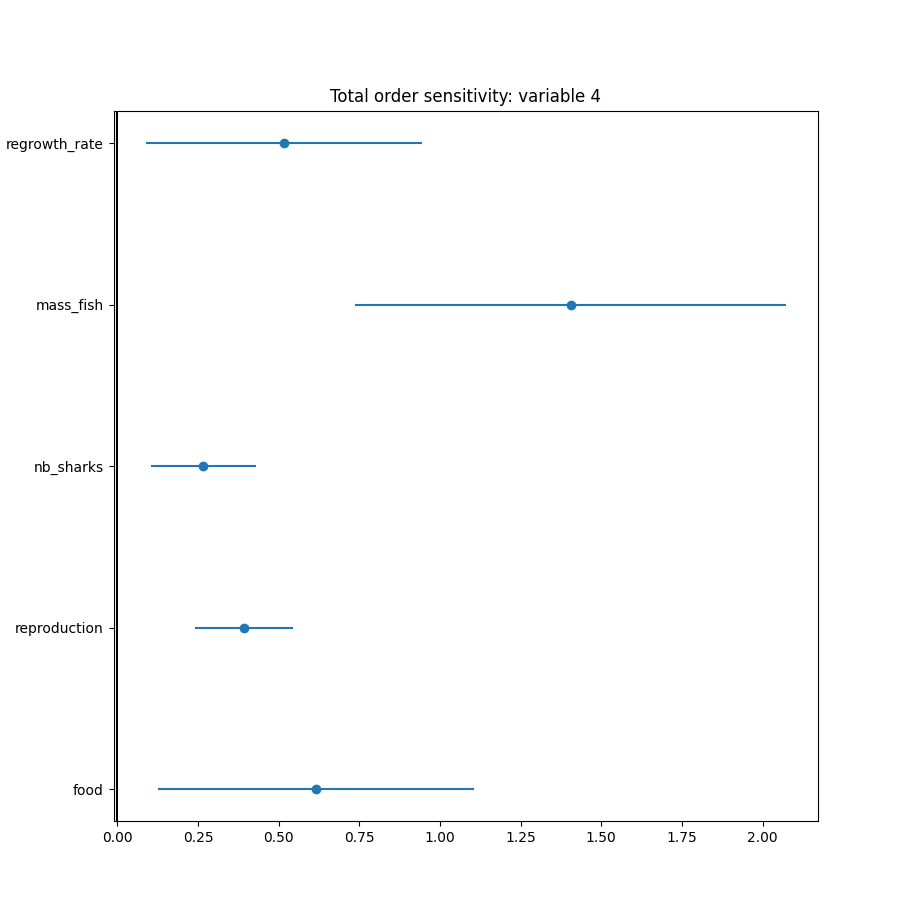 Total order sensitivity: variable 4
regrowth_rate
mass_fish
nb_sharks
reproduction
food
0.00 0.25 0.50 0.75 1.00 1.25 1.50 1.75 2.00